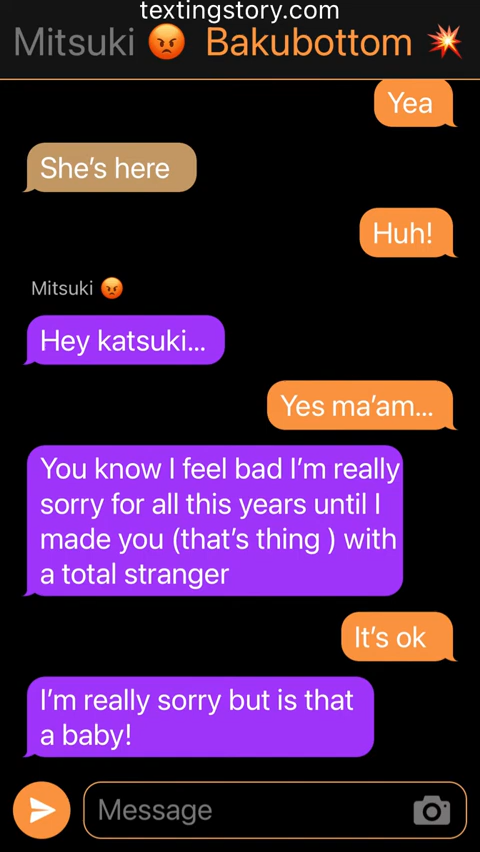 textingstory.com
Mitsuki 😡 Bakubottom 💥
Yea
She's here
Huh!
Mitsuki 😡
Hey katsuki...
Yes ma'am...
You know I feel bad I'm really
sorry for all this years until I
made you (that's thing ) with
a total stranger
It's ok
I'm really sorry but is that
a baby!
Message